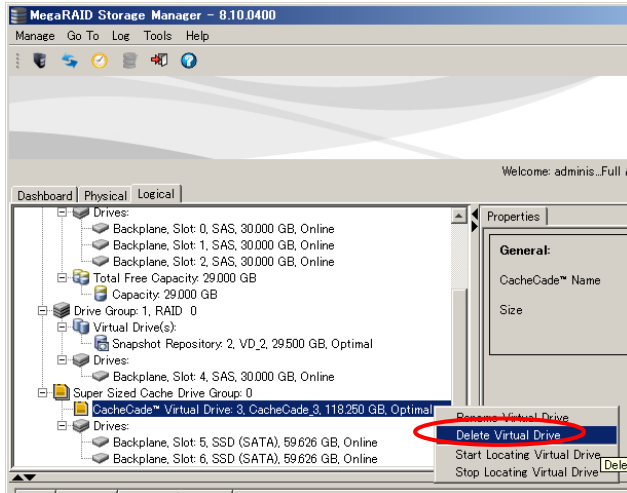 MegaRAID Storage Manager - 8.10.0400
Manage Go To Log Tools Help
Welcome: adminis...Full
Dashboard Physical Logical
Drives:
Backplane, Slot: 0, SAS, 30.000 GB, Online
Backplane, Slot: 1, SAS, 30.000 GB, Online
Backplane, Slot: 2, SAS, 30.000 GB, Online
Total Free Capacity: 29.000 GB
Capacity: 29.000 GB
Drive Group: 1, RAID 0
Virtual Drive(s):
Snapshot Repository: 2, VD_2, 29.500 GB, Optimal
Drives:
Backplane, Slot: 4, SAS, 30.000 GB, Online
Super Sized Cache Drive Group: 0
CacheCade™ Virtual Drive: 3, CacheCade_3, 118.250 GB, Optimal
Drives:
Backplane, Slot: 5, SSD (SATA), 59.626 GB, Online
Backplane, Slot: 6, SSD (SATA), 59.626 GB, Online
Properties
General:
CacheCade™ Name
Size
Rename Virtual Drive
Delete Virtual Drive
Start Locating Virtual Drive
Stop Locating Virtual Drive
Dele